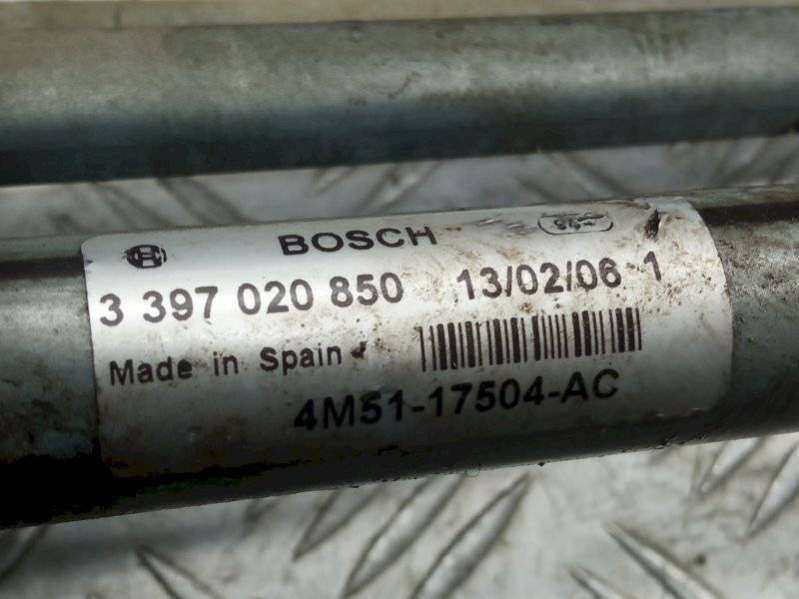 BOSCH
3 397 020 850 13/02/06 1
Made in Spain
4M51-17504-AC